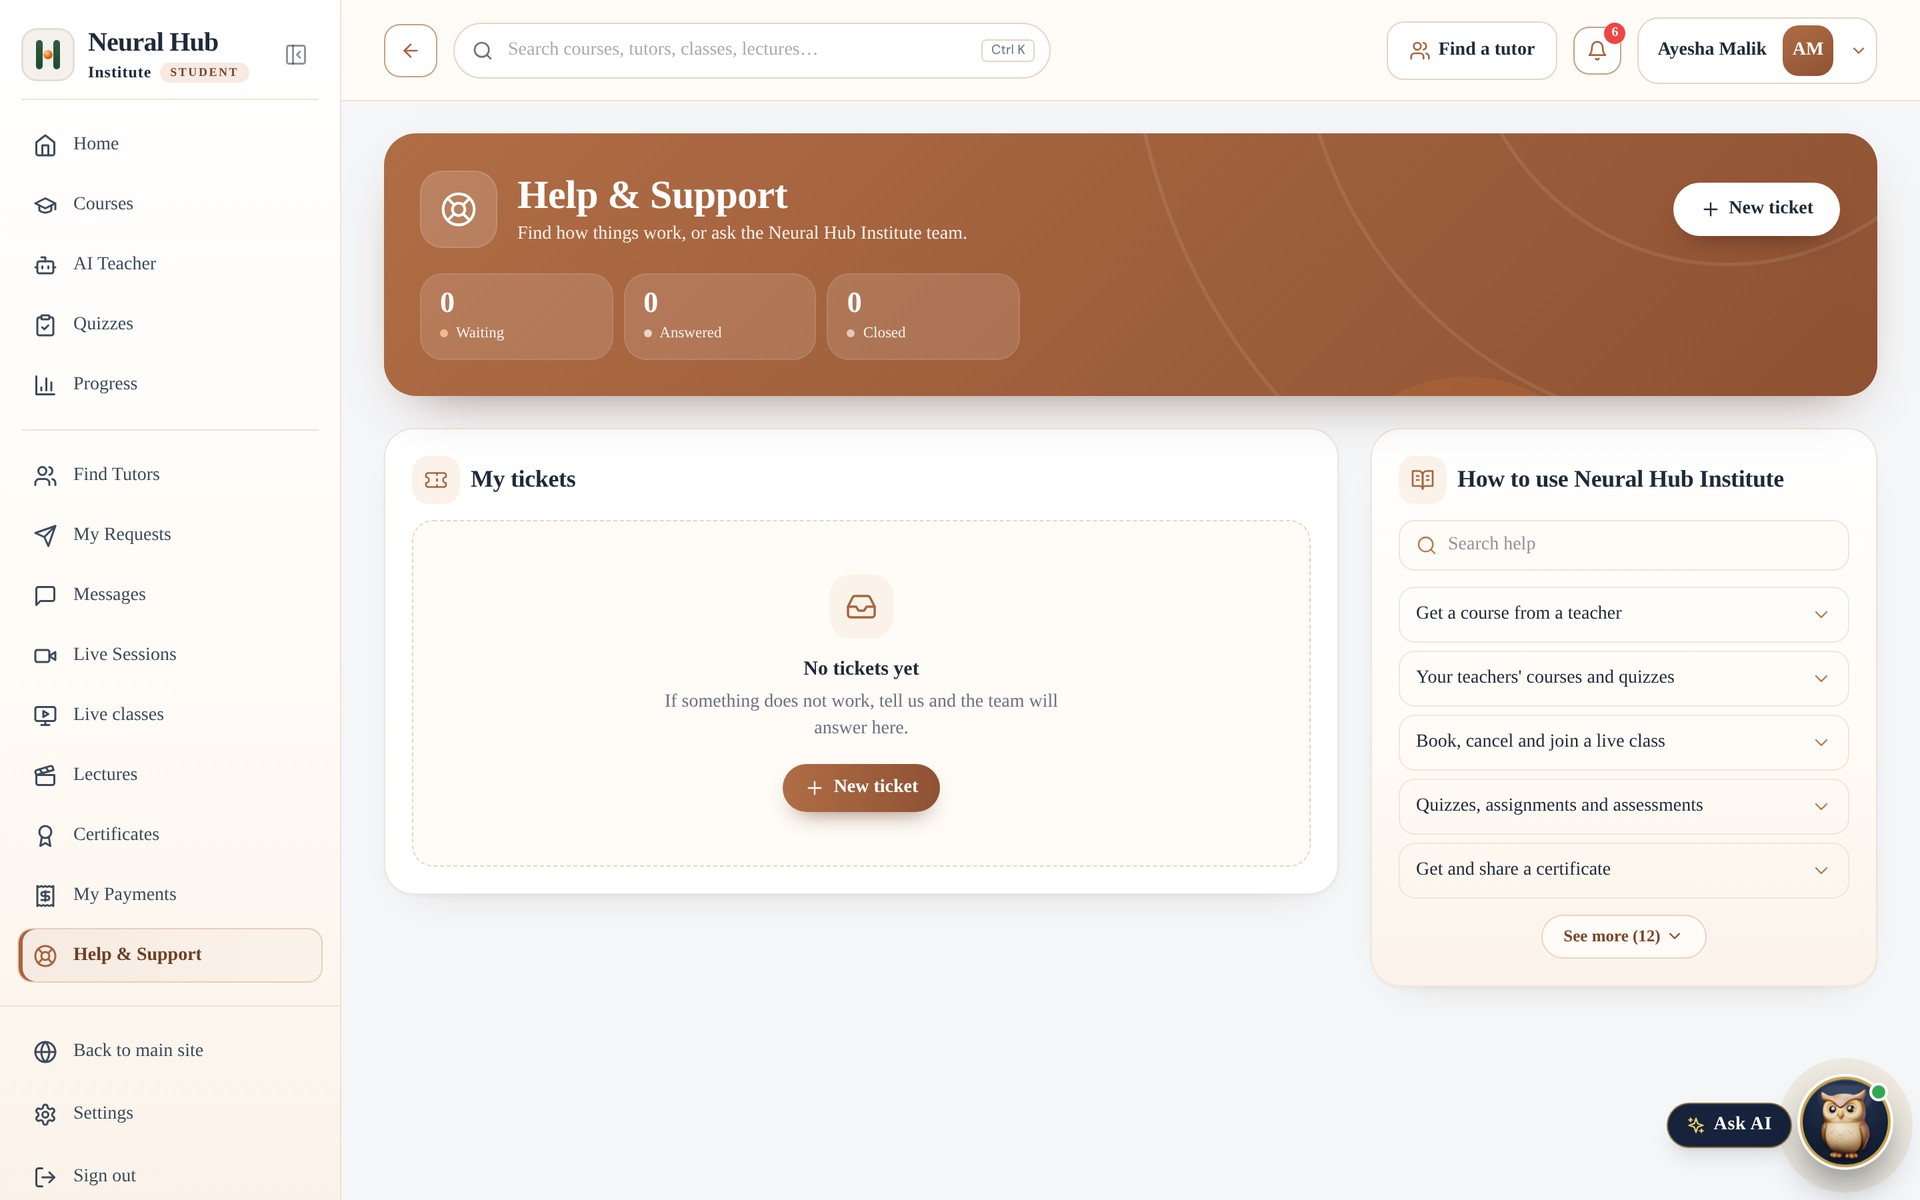 Neural Hub
Institute STUDENT
Home
Courses
AI Teacher
Quizzes
Progress
Find Tutors
My Requests
Messages
Live Sessions
Live classes
Lectures
Certificates
My Payments
Help & Support
Back to main site
Settings
Sign out
Search courses, tutors, classes, lectures… Ctrl K
Find a tutor
6
Ayesha Malik AM
Help & Support
Find how things work, or ask the Neural Hub Institute team.
New ticket
0
Waiting
0
Answered
0
Closed
My tickets
No tickets yet
If something does not work, tell us and the team will
answer here.
New ticket
How to use Neural Hub Institute
Search help
Get a course from a teacher
Your teachers' courses and quizzes
Book, cancel and join a live class
Quizzes, assignments and assessments
Get and share a certificate
See more (12)
Ask AI